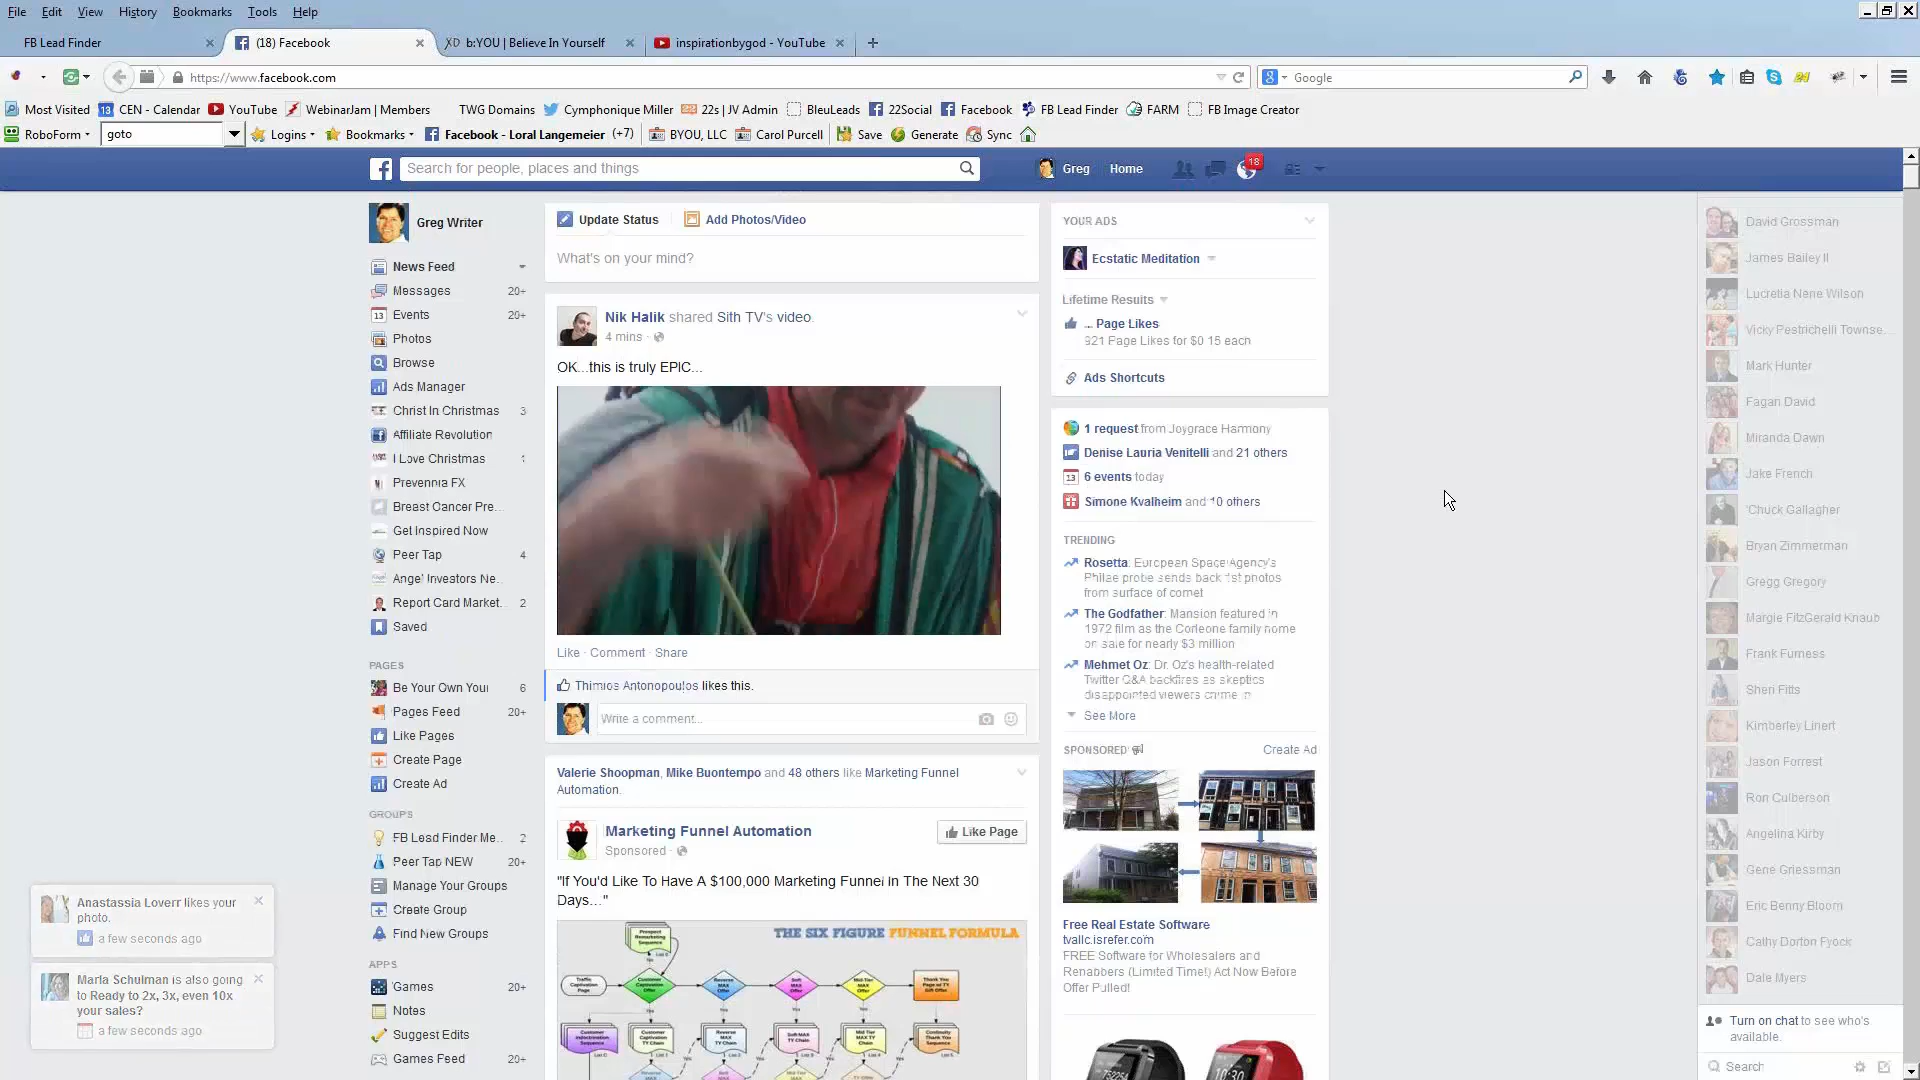 File Edit View History Bookmarks Tools Help
FB Lead Finder
(18) Facebook
b:YOU | Believe In Yourself
inspirationbygod - YouTube
https://www.facebook.com
Google
Most Visited
CEN - Calendar
YouTube
WebinarJam | Members
TWG Domains
Cymphonique Miller
22s | JV Admin
BleuLeads
22Social
Facebook
FB Lead Finder
FARM
FB Image Creator
RoboForm
goto
Logins
Bookmarks
Facebook - Loral Langemeier (+7)
BYOU, LLC
Carol Purcell
Save
Generate
Sync
Search for people, places and things
Greg
Home
18
Greg Writer
News Feed
Messages 20+
Events 20+
Photos
Browse
Ads Manager
Christ In Christmas 3
Affiliate Revolution
I Love Christmas 1
Prevennia FX
Breast Cancer Pre...
Get Inspired Now
Peer Tap 4
Angel Investors Ne...
Report Card Market... 2
Saved
PAGES
Be Your Own Your 6
Pages Feed 20+
Like Pages
Create Page
Create Ad
GROUPS
FB Lead Finder Me... 2
Peer Tap NEW 20+
Manage Your Groups
Create Group
Find New Groups
APPS
Games 20+
Notes
Suggest Edits
Games Feed 20+
Anastassia Loverr likes your
photo.
a few seconds ago
Marla Schulman is also going
to Ready to 2x, 3x, even 10x
your sales?
a few seconds ago
Update Status
Add Photos/Video
What's on your mind?
Nik Halik shared Sith TV's video.
4 mins
OK...this is truly EPIC...
Like · Comment · Share
Thimios Antonopoulos likes this.
Write a comment...
Valerie Shoopman, Mike Buontempo and 48 others like Marketing Funnel
Automation.
Marketing Funnel Automation
Sponsored
Like Page
"If You'd Like To Have A $100,000 Marketing Funnel in The Next 30
Days..."
THE SIX FIGURE FUNNEL FORMULA
YOUR ADS
Ecstatic Meditation
Lifetime Results
... Page Likes
921 Page Likes for $0.15 each
Ads Shortcuts
1 request from Joygrace Harmony
Denise Lauria Venitelli and 21 others
6 events today
Simone Kvalheim and 10 others
TRENDING
Rosetta: European Space Agency's
Philae probe sends back 1st photos
from surface of comet
The Godfather: Mansion featured in
1972 film as the Corleone family home
on sale for nearly $3 million
Mehmet Oz: Dr. Oz's health-related
Twitter Q&A backfires as skeptics
disappointed viewers chime in
See More
SPONSORED
Create Ad
Free Real Estate Software
tvallc.isrefer.com
FREE Software for Wholesalers and
Rehabbers (Limited Time!) Act Now Before
Offer Pulled!
David Grossman
James Bailey II
Lucretia Nene Wilson
Vicky Pestrichelli Townse...
Mark Hunter
Fagan David
Miranda Dawn
Jake French
'Chuck Gallagher
Bryan Zimmerman
Gregg Gregory
Margie FitzGerald Knaub
Frank Furness
Sheri Fitts
Kimberley Linert
Jason Forrest
Ron Culberson
Angelina Kirby
Gene Griessman
Eric Benny Bloom
Cathy Dorton Fyock
Dale Myers
Turn on chat to see who's
available.
Search